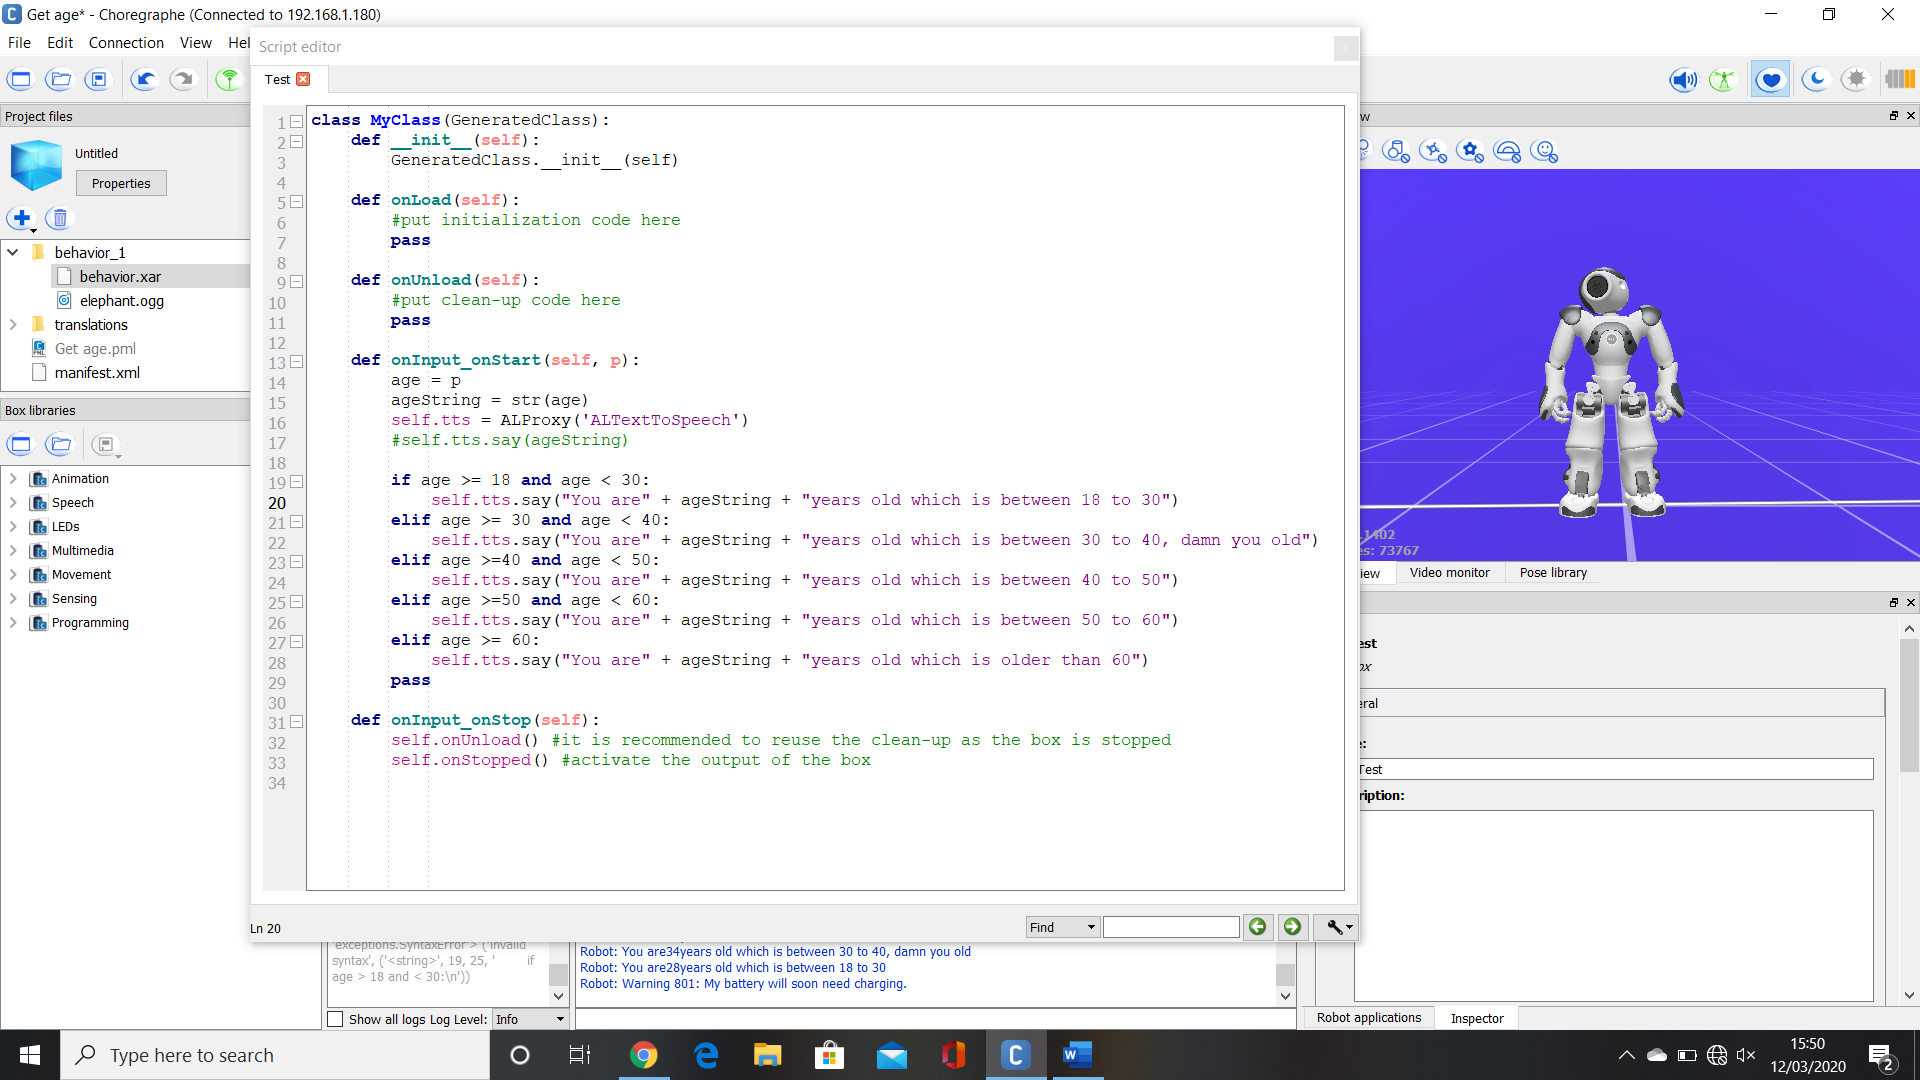 Get age* - Choregraphe (Connected to 192.168.1.180)
File Edit Connection View Hel
Script editor
Test
Project files
Untitled
Properties
behavior_1
behavior.xar
elephant.ogg
translations
Get age.pml
manifest.xml
Box libraries
Animation
Speech
LEDs
Multimedia
Movement
Sensing
Programming
1 class MyClass(GeneratedClass):
2 def __init__(self):
3 GeneratedClass.__init__(self)
4
5 def onLoad(self):
6 #put initialization code here
7 pass
8
9 def onUnload(self):
10 #put clean-up code here
11 pass
12
13 def onInput_onStart(self, p):
14 age = p
15 ageString = str(age)
16 self.tts = ALProxy('ALTextToSpeech')
17 #self.tts.say(ageString)
18
19 if age >= 18 and age < 30:
20 self.tts.say("You are" + ageString + "years old which is between 18 to 30")
21 elif age >= 30 and age < 40:
22 self.tts.say("You are" + ageString + "years old which is between 30 to 40, damn you old")
23 elif age >=40 and age < 50:
24 self.tts.say("You are" + ageString + "years old which is between 40 to 50")
25 elif age >=50 and age < 60:
26 self.tts.say("You are" + ageString + "years old which is between 50 to 60")
27 elif age >= 60:
28 self.tts.say("You are" + ageString + "years old which is older than 60")
29 pass
30
31 def onInput_onStop(self):
32 self.onUnload() #it is recommended to reuse the clean-up as the box is stopped
33 self.onStopped() #activate the output of the box
34
Ln 20
Find
exceptions.SyntaxError'> ('invalid
syntax', ('<string>', 19, 25, ' if
age > 18 and < 30:\n'))
Show all logs Log Level: Info
Robot: You are34years old which is between 30 to 40, damn you old
Robot: You are28years old which is between 18 to 30
Robot: Warning 801: My battery will soon need charging.
w
.1402
es: 73767
iew Video monitor Pose library
est
ox
eral
e:
Test
ription:
Robot applications Inspector
Type here to search
15:50
12/03/2020
2